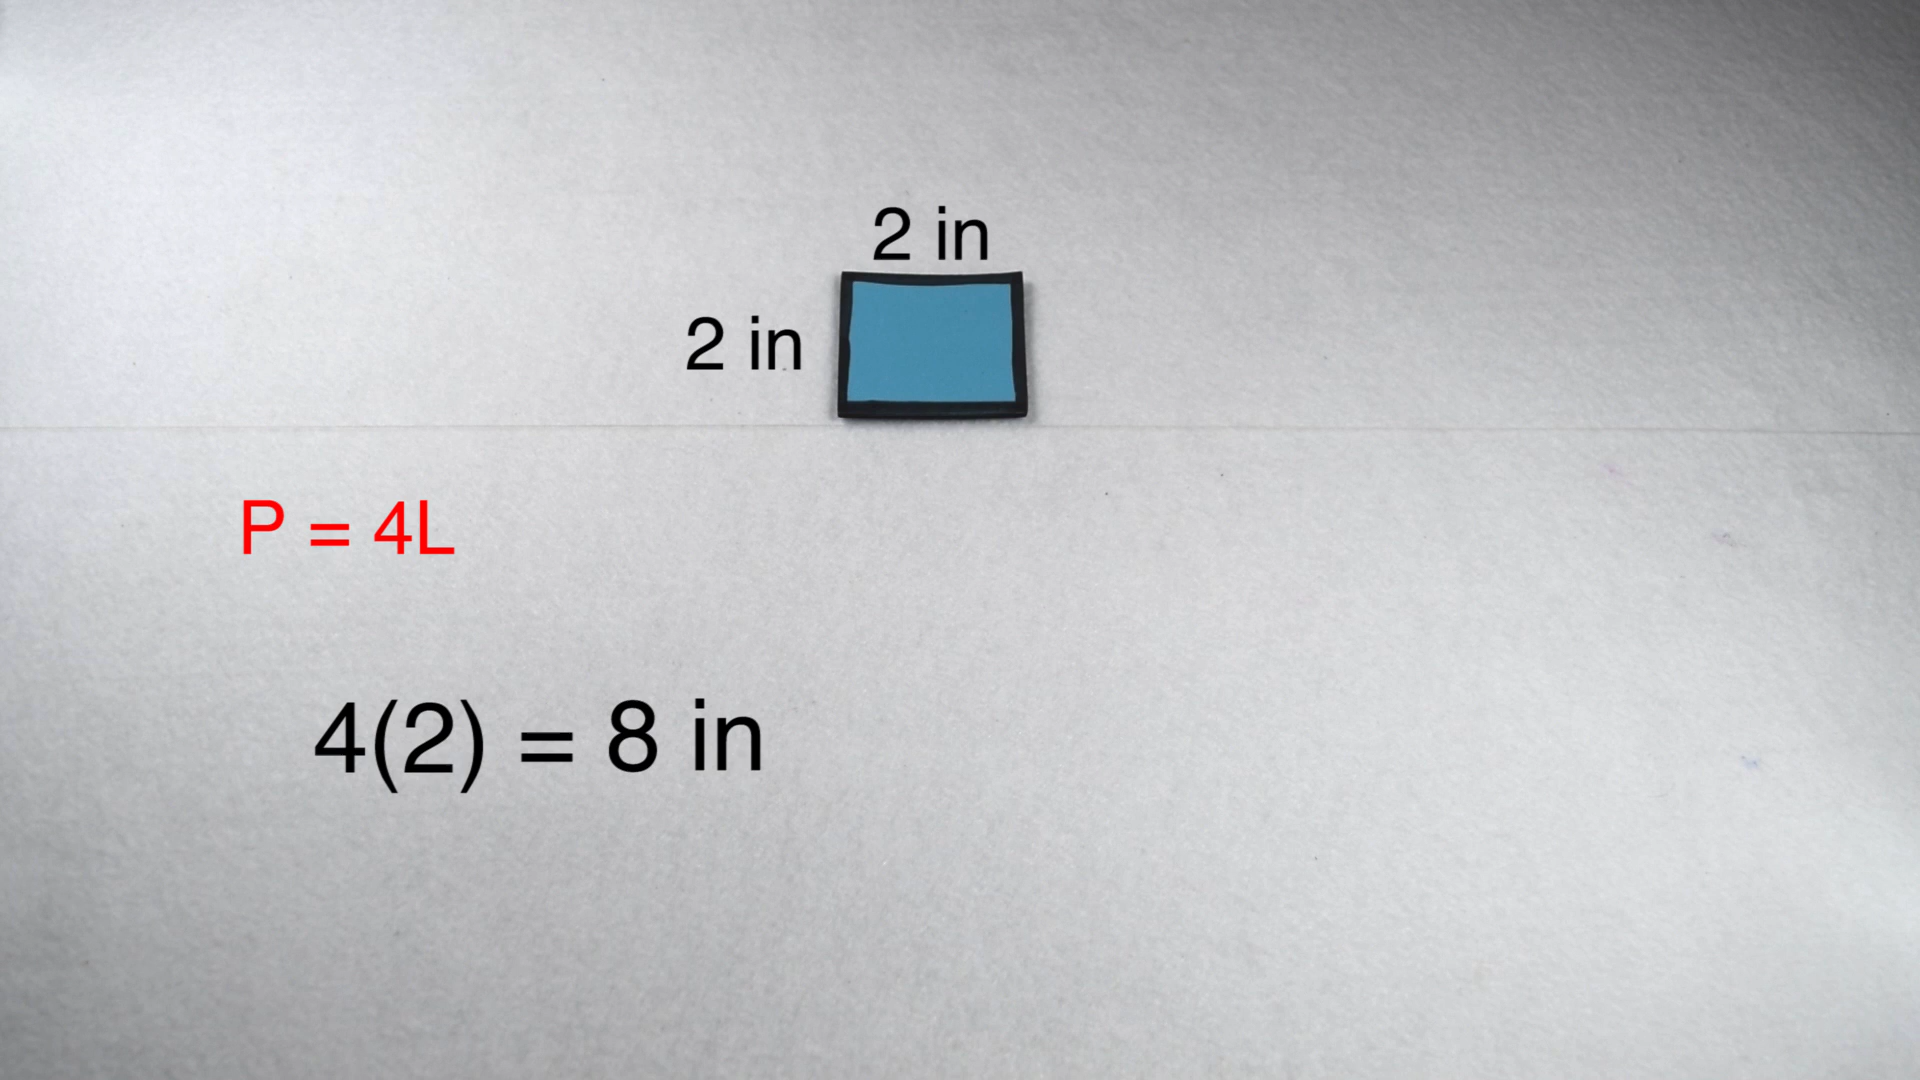 2 in
2 in
P = 4L
4(2) = 8 in